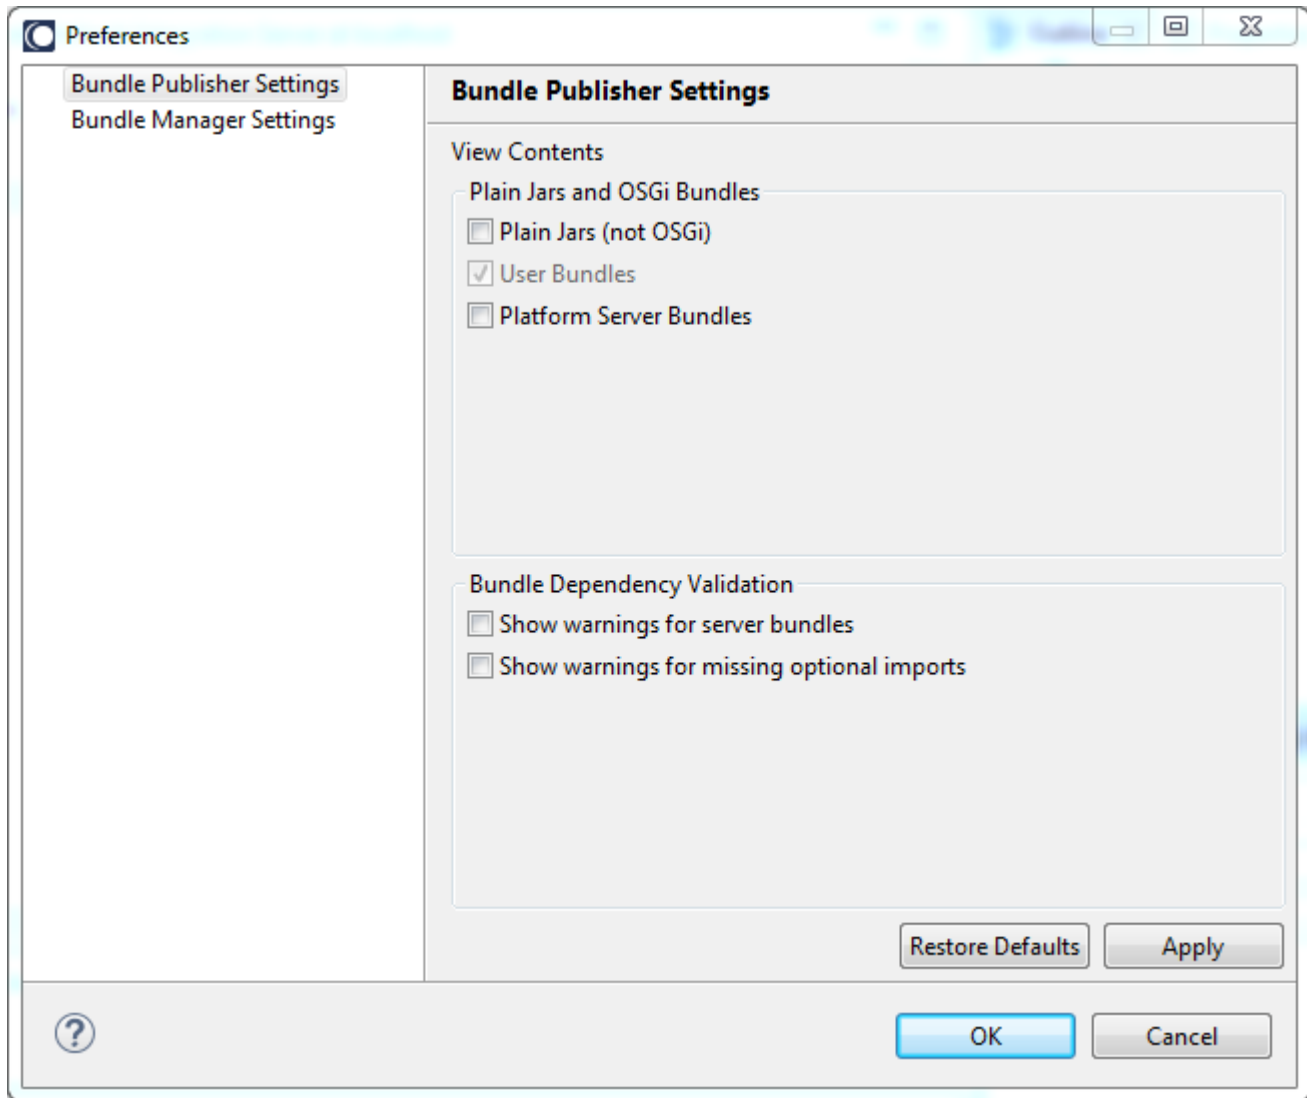 Preferences
Bundle Publisher Settings
Bundle Manager Settings
Bundle Publisher Settings
View Contents
Plain Jars and OSGi Bundles
Plain Jars (not OSGi)
User Bundles
Platform Server Bundles
Bundle Dependency Validation
Show warnings for server bundles
Show warnings for missing optional imports
Restore Defaults Apply
? OK Cancel